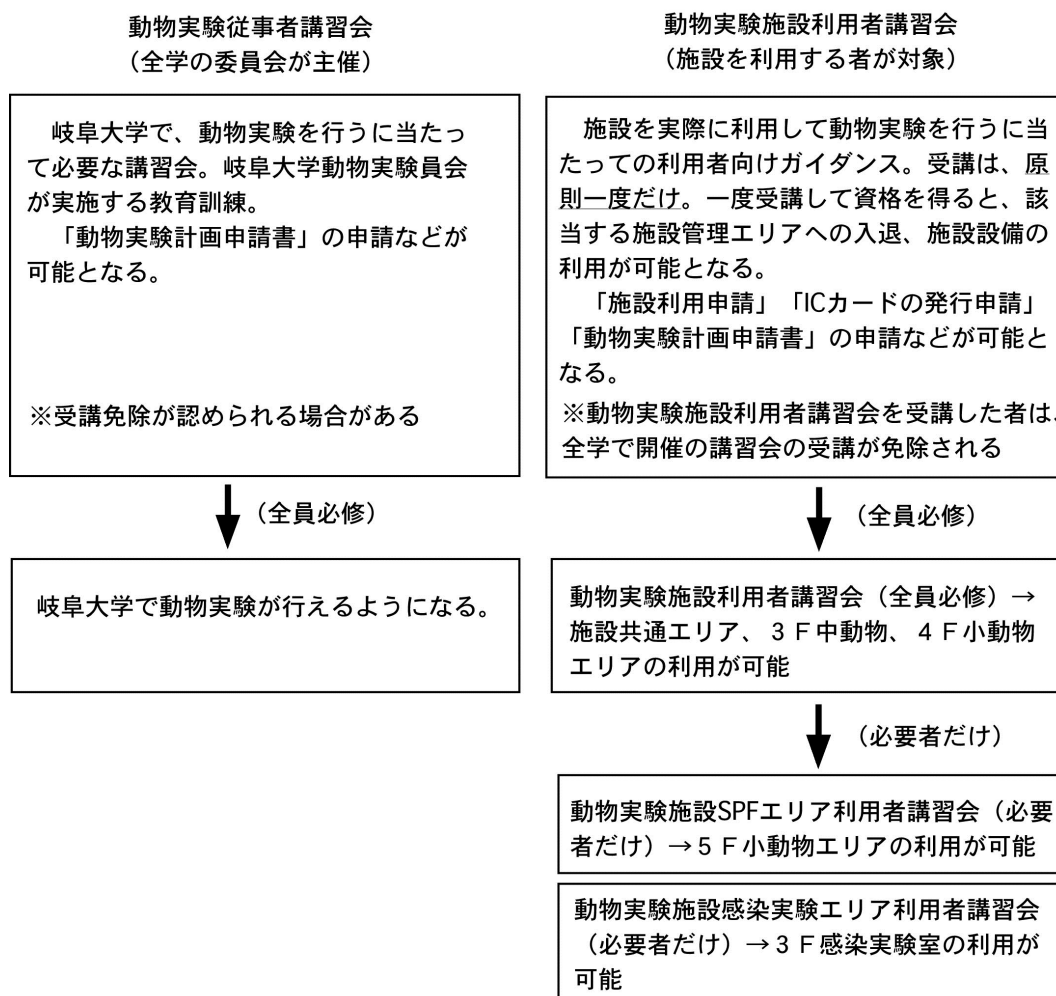 動物実験従事者講習会
（全学の委員会が主催）
岐阜大学で、動物実験を行うに当たっ
て必要な講習会。岐阜大学動物実験員会
が実施する教育訓練。
「動物実験計画申請書」の申請などが
可能となる。
※受講免除が認められる場合がある
（全員必修）
岐阜大学で動物実験が行えるようになる。
動物実験施設利用者講習会
（施設を利用する者が対象）
施設を実際に利用して動物実験を行うに当
たっての利用者向けガイダンス。受講は、原
則一度だけ。一度受講して資格を得ると、該
当する施設管理エリアへの入退、施設設備の
利用が可能となる。
「施設利用申請」「ICカードの発行申請」
「動物実験計画申請書」の申請などが可能と
なる。
※動物実験施設利用者講習会を受講した者は、
全学で開催の講習会の受講が免除される
（全員必修）
動物実験施設利用者講習会（全員必修）→
施設共通エリア、３Ｆ中動物、４Ｆ小動物
エリアの利用が可能
（必要者だけ）
動物実験施設SPFエリア利用者講習会（必要
者だけ）→５Ｆ小動物エリアの利用が可能
動物実験施設感染実験エリア利用者講習会
（必要者だけ）→３Ｆ感染実験室の利用が
可能